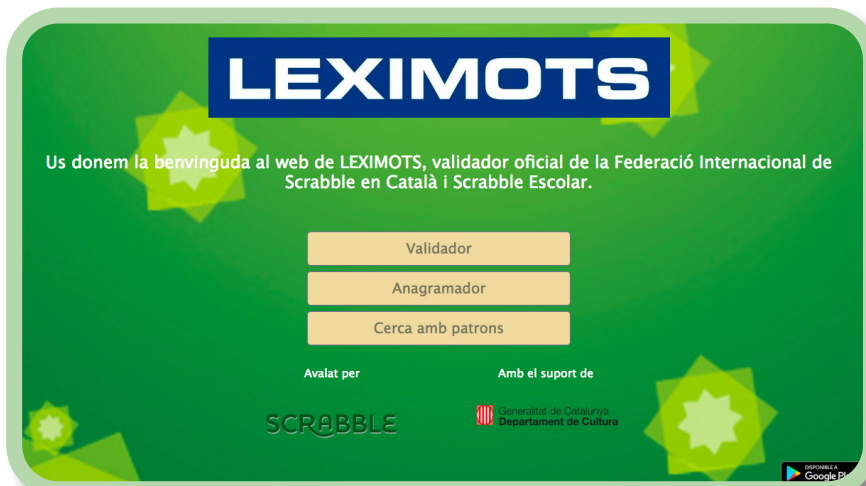 LEXIMOTS
Us donem la benvinguda al web de LEXIMOTS, validador oficial de la Federació Internacional de
Scrabble en Català i Scrabble Escolar.
Validador
Anagramador
Cerca amb patrons
Avalat per
Amb el suport de
SCRABBLE
Generalitat de Catalunya
Departament de Cultura
DISPONIBLE A
Google